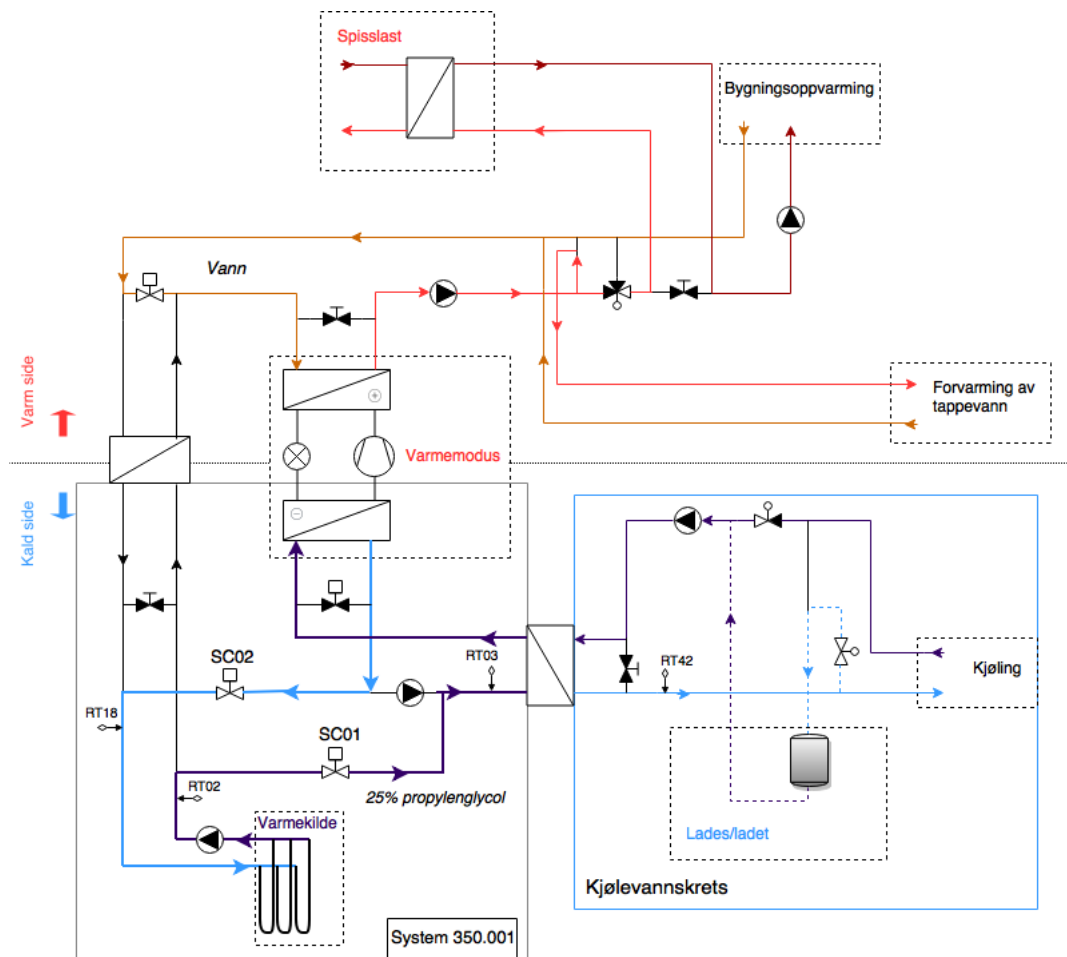 Spisslast
Bygningsoppvarming
Vann
Varm side
Forvarming av
tappevann
Varmemodus
Kald side
SC02
RT03
RT42
Kjøling
RT18
SC01
RT02
25% propylenglycol
Varmekilde
Lades/ladet
Kjølevannskrets
System 350.001